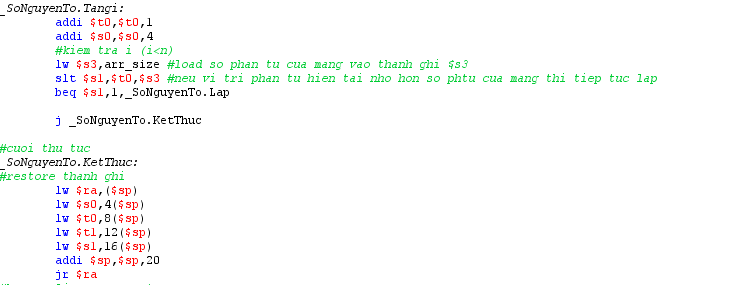 _SoNguyenTo.Tangi:
addi $t0,$t0,1
addi $s0,$s0,4
#kiem tra i (i<n)
lw $s3,arr_size #load so phan tu cua mang vao thanh ghi $s3
slt $s1,$t0,$s3 #neu vi tri phan tu hien tai nho hon so phtu cua mang thi tiep tuc lap
beq $s1,1,_SoNguyenTo.Lap
j _SoNguyenTo.KetThuc
#cuoi thu tuc
_SoNguyenTo.KetThuc:
#restore thanh ghi
lw $ra,($sp)
lw $s0,4($sp)
lw $t0,8($sp)
lw $t1,12($sp)
lw $s1,16($sp)
addi $sp,$sp,20
jr $ra